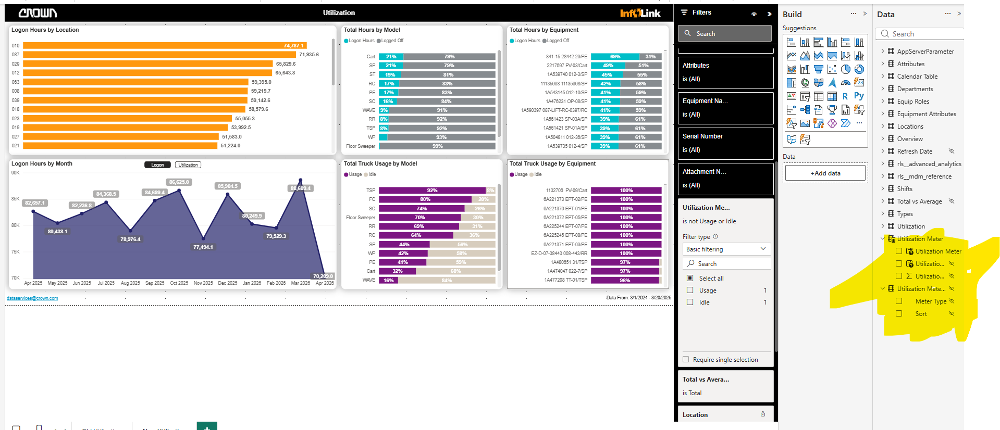 CROWN
Utilization
InfoLink
Logon Hours by Location
010 74,787.1
087 71,935.6
029 65,829.6
012 65,643.8
063 59,395.0
008 59,219.7
039 59,142.6
018 58,579.6
023 55,055.3
019 53,992.5
027 51,583.0
021 51,224.0
Total Hours by Model
Logon Hours Logged Off
Cart 21% 79%
SP 21% 79%
ST 19% 81%
RC 17% 83%
PE 17% 83%
SC 16% 84%
WAVE 9% 91%
RR 8% 92%
TSP 8% 92%
WP 93%
Floor Sweeper 99%
Total Hours by Equipment
Logon Hours Logged Off
841-15-28442 23/PE 69% 31%
2217697 PV-03/Cart 49% 51%
1A539740 012-3/SP 45% 55%
11135668 11135668/SP 42% 58%
1A543145 012-10/SP 41% 59%
1A476231 OP-08/SP 41% 59%
1A590397 087-LIFT-RC-0397/RC 41% 59%
1A561423 SP-03A/SP 39% 61%
1A561421 SP-01A/SP 39% 61%
1A504811 012-36/SP 39% 61%
1A539735 012-4/SP 39% 61%
Logon Hours by Month
Logon Utilization
90K
85K
80K
75K
70K
82,657.1
80,438.1
82,236.8
84,368.5
78,976.4
84,699.4
86,625.0
77,494.1
85,904.5
80,249.9
79,529.3
88,609.4
70,209.0
Apr 2025 May 2025 Jun 2025 Jul 2025 Aug 2025 Sep 2025 Oct 2025 Nov 2025 Dec 2025 Jan 2026 Feb 2026 Mar 2026 Apr 2026
Total Truck Usage by Model
Usage Idle
TSP 92% 8%
FC 80% 20%
SC 74% 26%
Floor Sweeper 70% 30%
RR 69% 31%
RC 64% 36%
SP 44% 56%
WP 42% 58%
PE 41% 59%
Cart 32% 68%
WAVE 16% 84%
Total Truck Usage by Equipment
Usage Idle
1132706 PV-09/Cart 100%
6A221373 EPT-02/PE 100%
6A221370 EPT-01/PE 100%
6A221372 EPT-05/PE 100%
6A225244 EPT-07/PE 100%
6A225245 EPT-08/PE 100%
6A221371 EPT-03/PE 100%
EZ-D-07-38443 008-443/RR 100%
1A480651 31/TSP 97%
1A474047 022-7/SP 97%
1A477208 TT-01/TSP 96%
dataservices@crown.com
Data From: 3/1/2024 - 3/20/2025
Filters
Search
Attributes
is (All)
Equipment Na...
is (All)
Serial Number
is (All)
Attachment N...
is (All)
Utilization Me...
is not Usage or Idle
Filter type
Basic filtering
Search
Select all
Usage 1
Idle 1
Require single selection
Total vs Avera...
is Total
Location
Build
Suggestions
123
R Py
Data
+Add data
Data
Search
AppServerParameter
Attributes
Calendar Table
Departments
Equip Roles
Equipment Attributes
Locations
Overview
Refresh Date
rls__advanced_analytics
rls__mdm_reference
Shifts
Total vs Average
Types
Utilization
Utilization Meter
Utilization Meter
Utilizatio...
Utilizatio...
Utilization Mete...
Meter Type
Sort